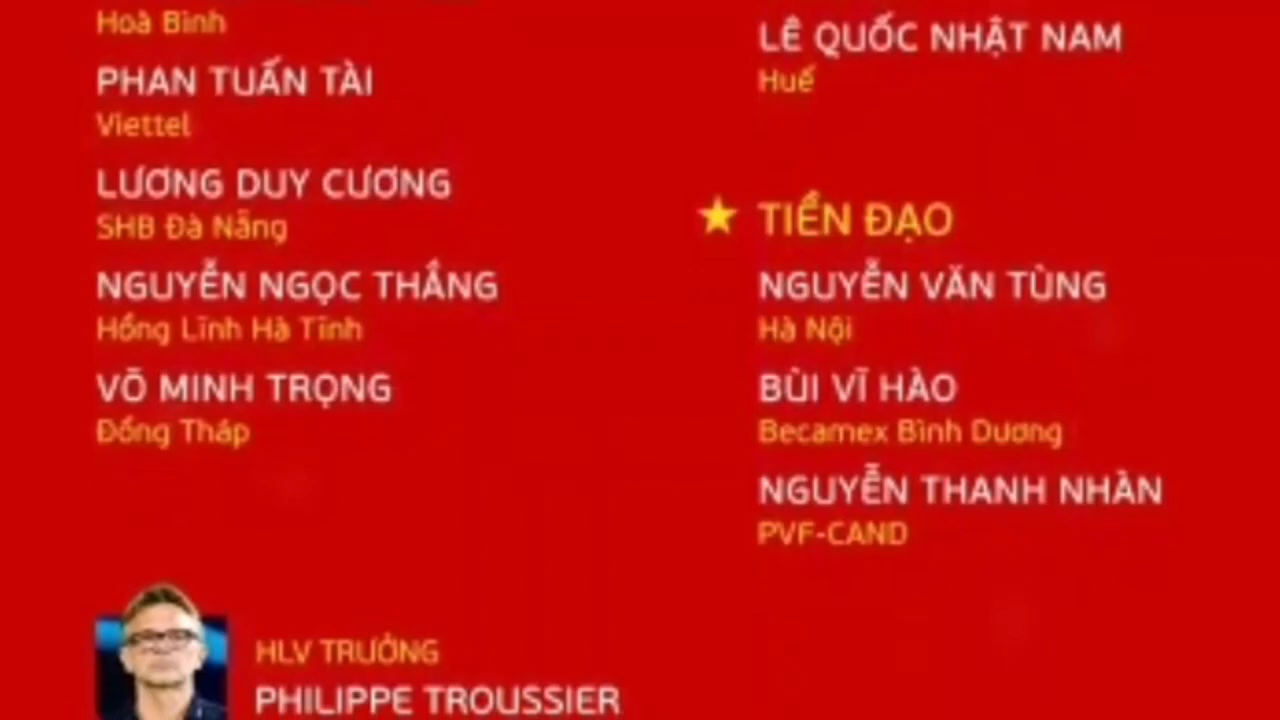 Hoà Bình
PHAN TUẤN TÀI
Viettel
LƯƠNG DUY CƯƠNG
SHB Đà Nẵng
NGUYỄN NGỌC THẮNG
Hồng Lĩnh Hà Tĩnh
VÕ MINH TRỌNG
Đồng Tháp
LÊ QUỐC NHẬT NAM
Huế
TIỀN ĐẠO
NGUYỄN VĂN TÙNG
Hà Nội
BÙI VĨ HÀO
Becamex Bình Dương
NGUYỄN THANH NHÀN
PVF-CAND
HLV TRƯỞNG
PHILIPPE TROUSSIER